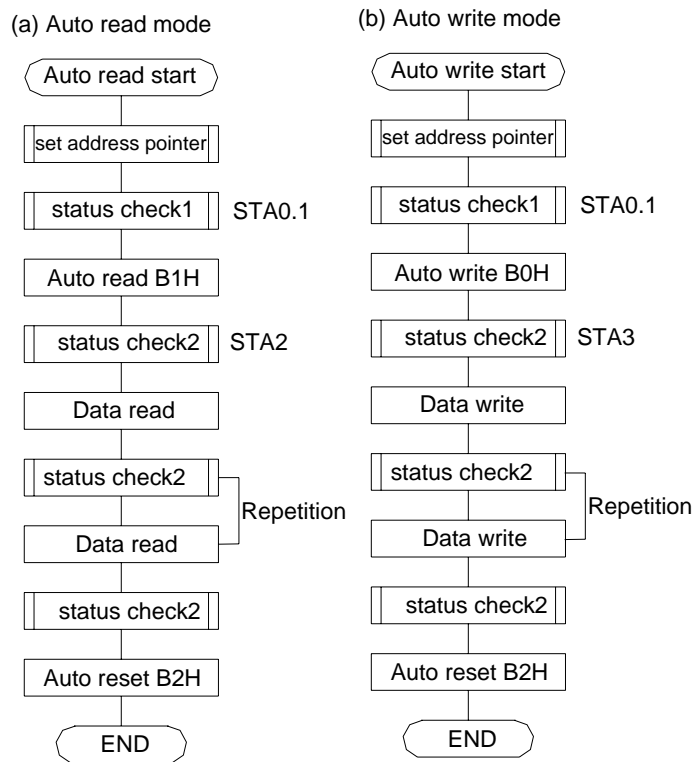 (a) Auto read mode
Auto read start
set address pointer
status check1
STA0.1
Auto read B1H
status check2
STA2
Data read
status check2
Repetition
Data read
status check2
Auto reset B2H
END
(b) Auto write mode
Auto write start
set address pointer
status check1
STA0.1
Auto write B0H
status check2
STA3
Data write
status check2
Repetition
Data write
status check2
Auto reset B2H
END